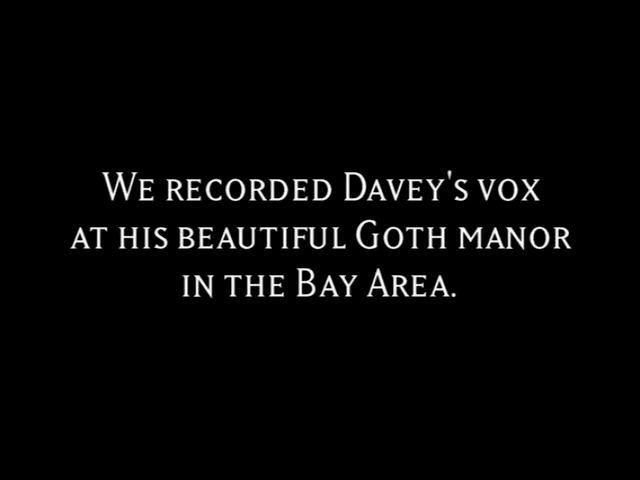 We recorded Davey's vox
at his beautiful Goth manor
in the Bay Area.